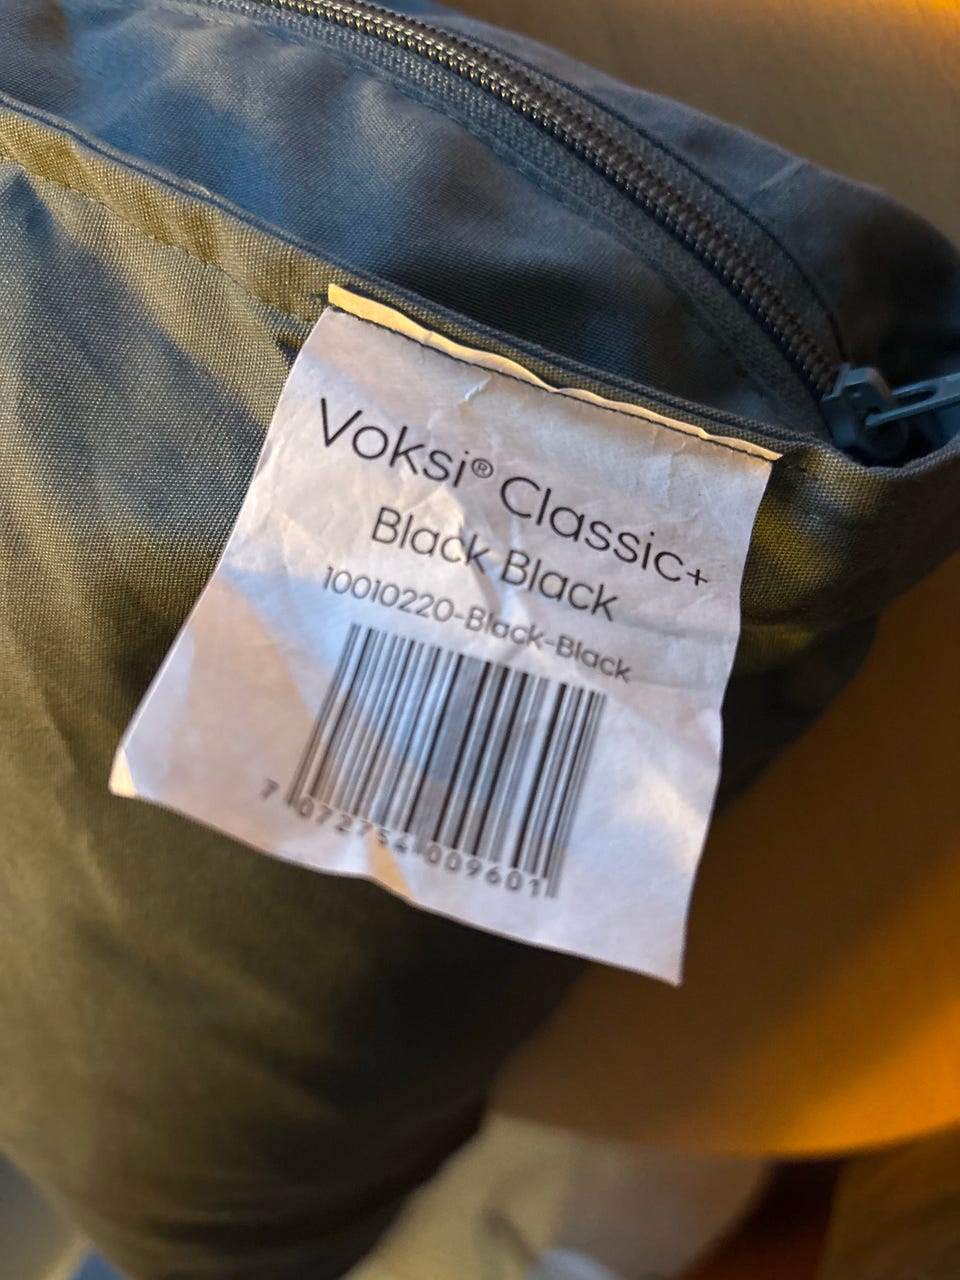 Voksi® Classic+
Black Black
10010220-Black-Black
7 072754 009601